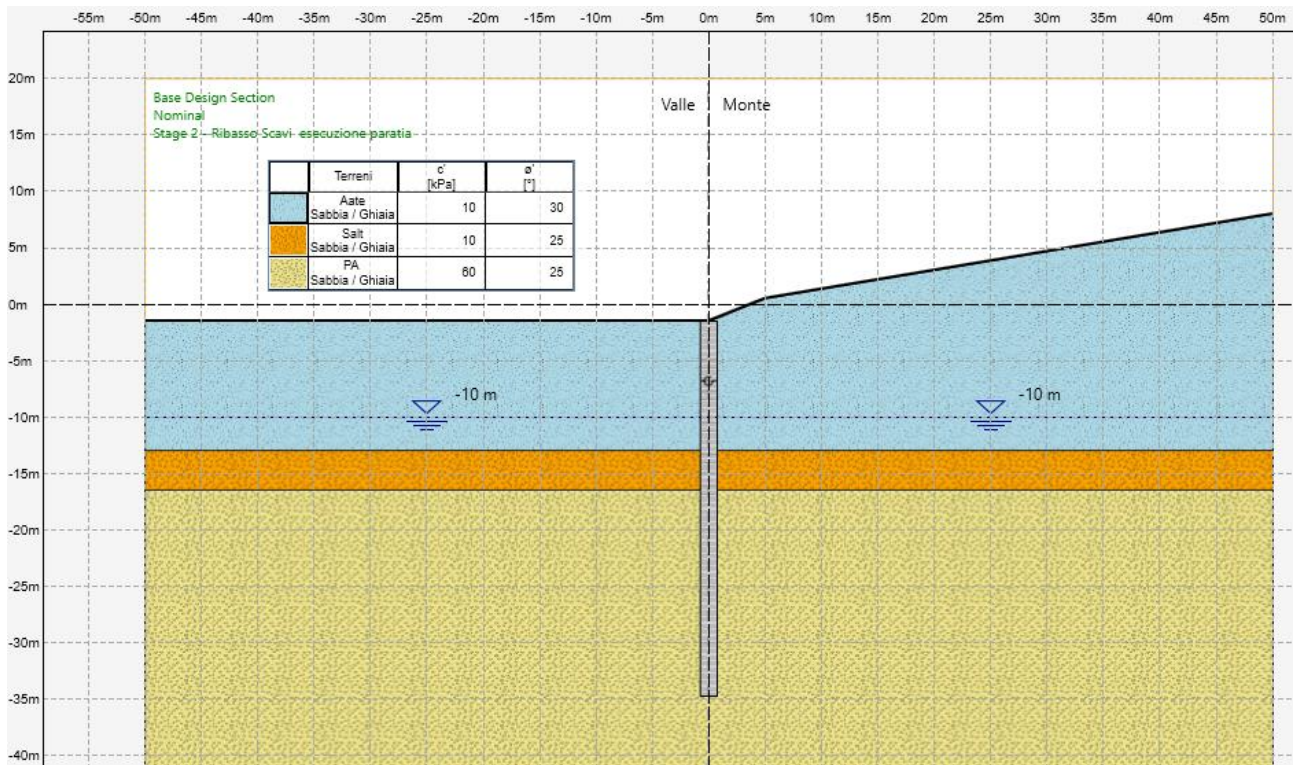 -55m -50m -45m -40m -35m -30m -25m -20m -15m -10m -5m 0m 5m 10m 15m 20m 25m 30m 35m 40m 45m 50m
20m
Base Design Section
Nominal
Stage 2 - Ribasso Scavi esecuzione paratia
Valle Monte
15m
Terreni c' [kPa] ø' [°]
Aate
Sabbia / Ghiaia 10 30
Salt
Sabbia / Ghiaia 10 25
PA
Sabbia / Ghiaia 60 25
10m
5m
0m
-5m
-10 m -10 m
-10m
-15m
-20m
-25m
-30m
-35m
-40m